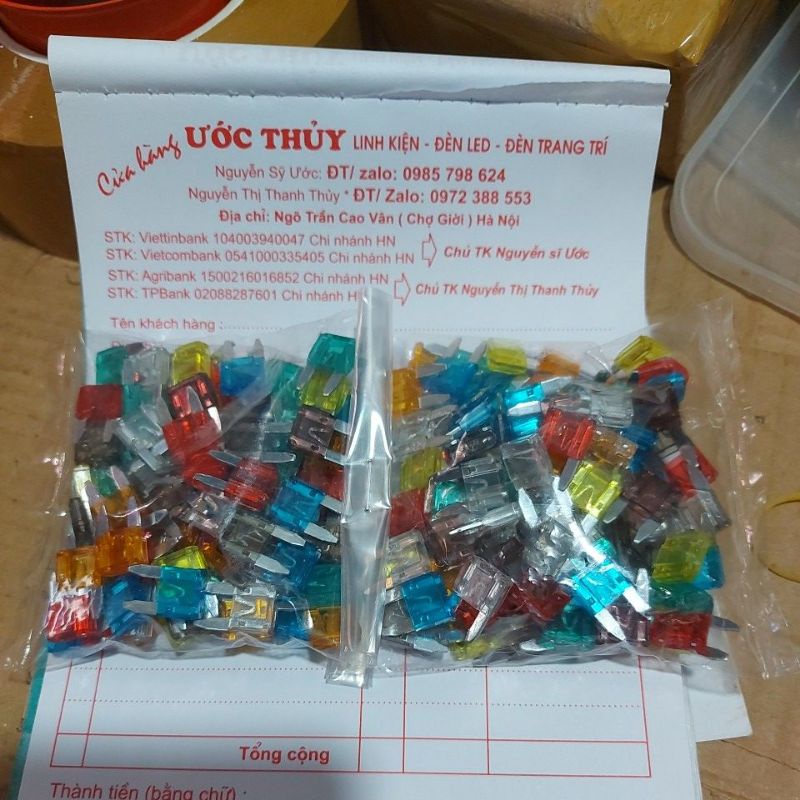 Cửa hàng ƯỚC THỦY LINH KIỆN - ĐÈN LED - ĐÈN TRANG TRÍ
Nguyễn Sỹ Ước: ĐT/ zalo: 0985 798 624
Nguyễn Thị Thanh Thủy * ĐT/ Zalo: 0972 388 553
Địa chỉ: Ngõ Trần Cao Vân ( Chợ Giời ) Hà Nội
STK: Viettinbank 104003940047 Chi nhánh HN
STK: Vietcombank 0541000335405 Chi nhánh HN
Chủ TK Nguyễn sĩ Ước
STK: Agribank 1500216016852 Chi nhánh HN
STK: TPBank 02088287601 Chi nhánh
Chủ TK Nguyễn Thị Thanh Thủy
Tên khách hàng :
Tổng cộng
Thành tiền (bằng chữ) :